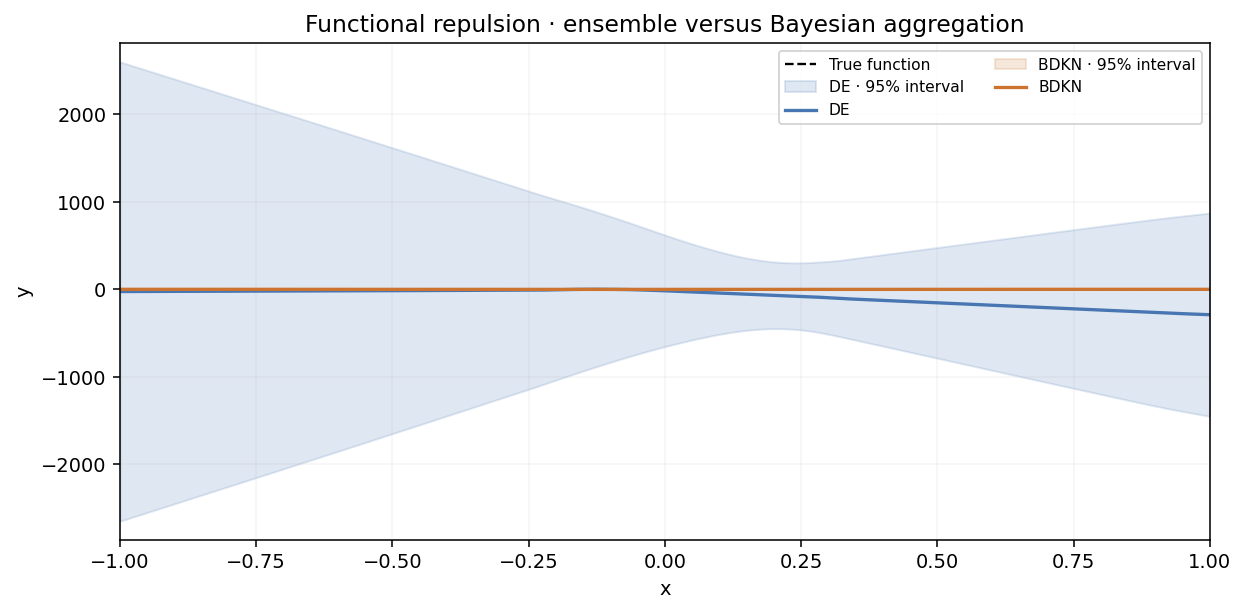 Functional repulsion · ensemble versus Bayesian aggregation
True function
DE · 95% interval
DE
BDKN · 95% interval
BDKN
y
2000
1000
0
−1000
−2000
−1.00
−0.75
−0.50
−0.25
0.00
0.25
0.50
0.75
1.00
x